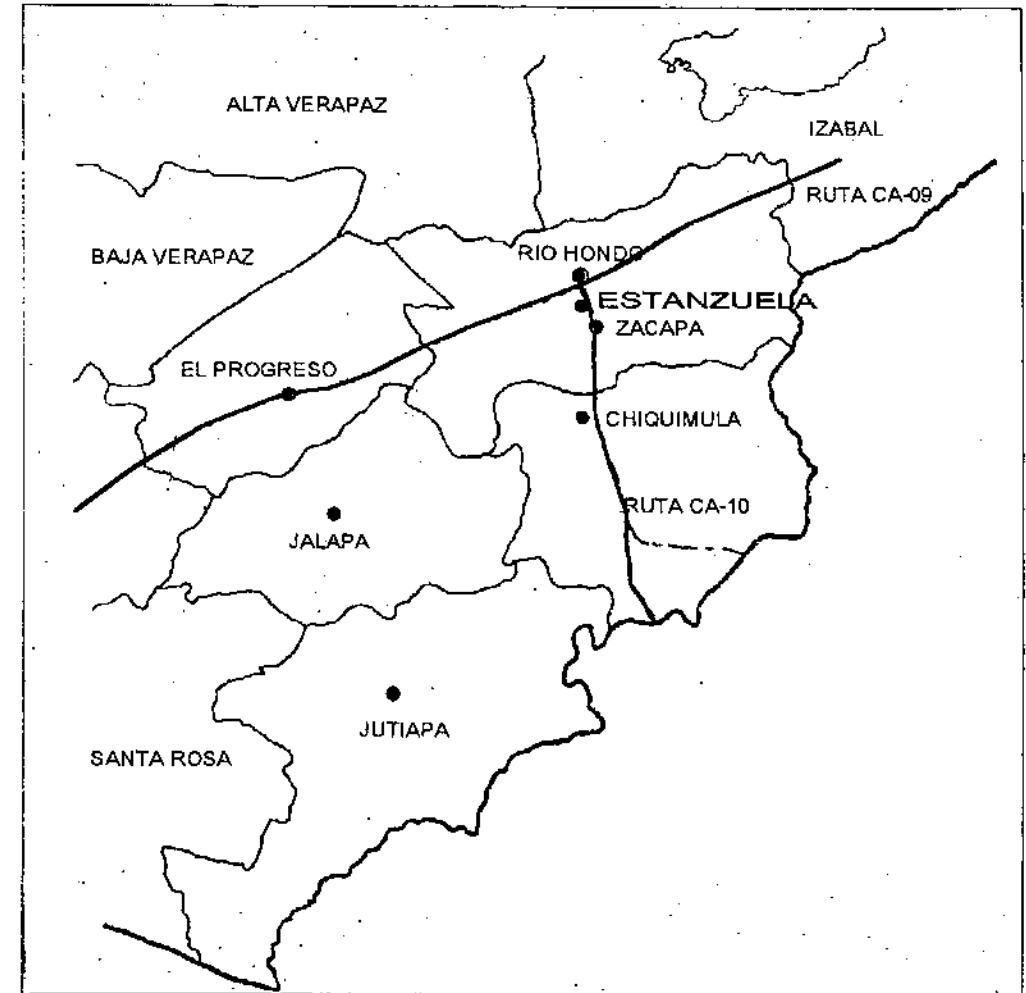 ALTA VERAPAZ
IZABAL
RUTA CA-09
BAJA VERAPAZ
RIO HONDO
ESTANZUELA
ZACAPA
EL PROGRESO
CHIQUIMULA
RUTA CA-10
JALAPA
JUTIAPA
SANTA ROSA